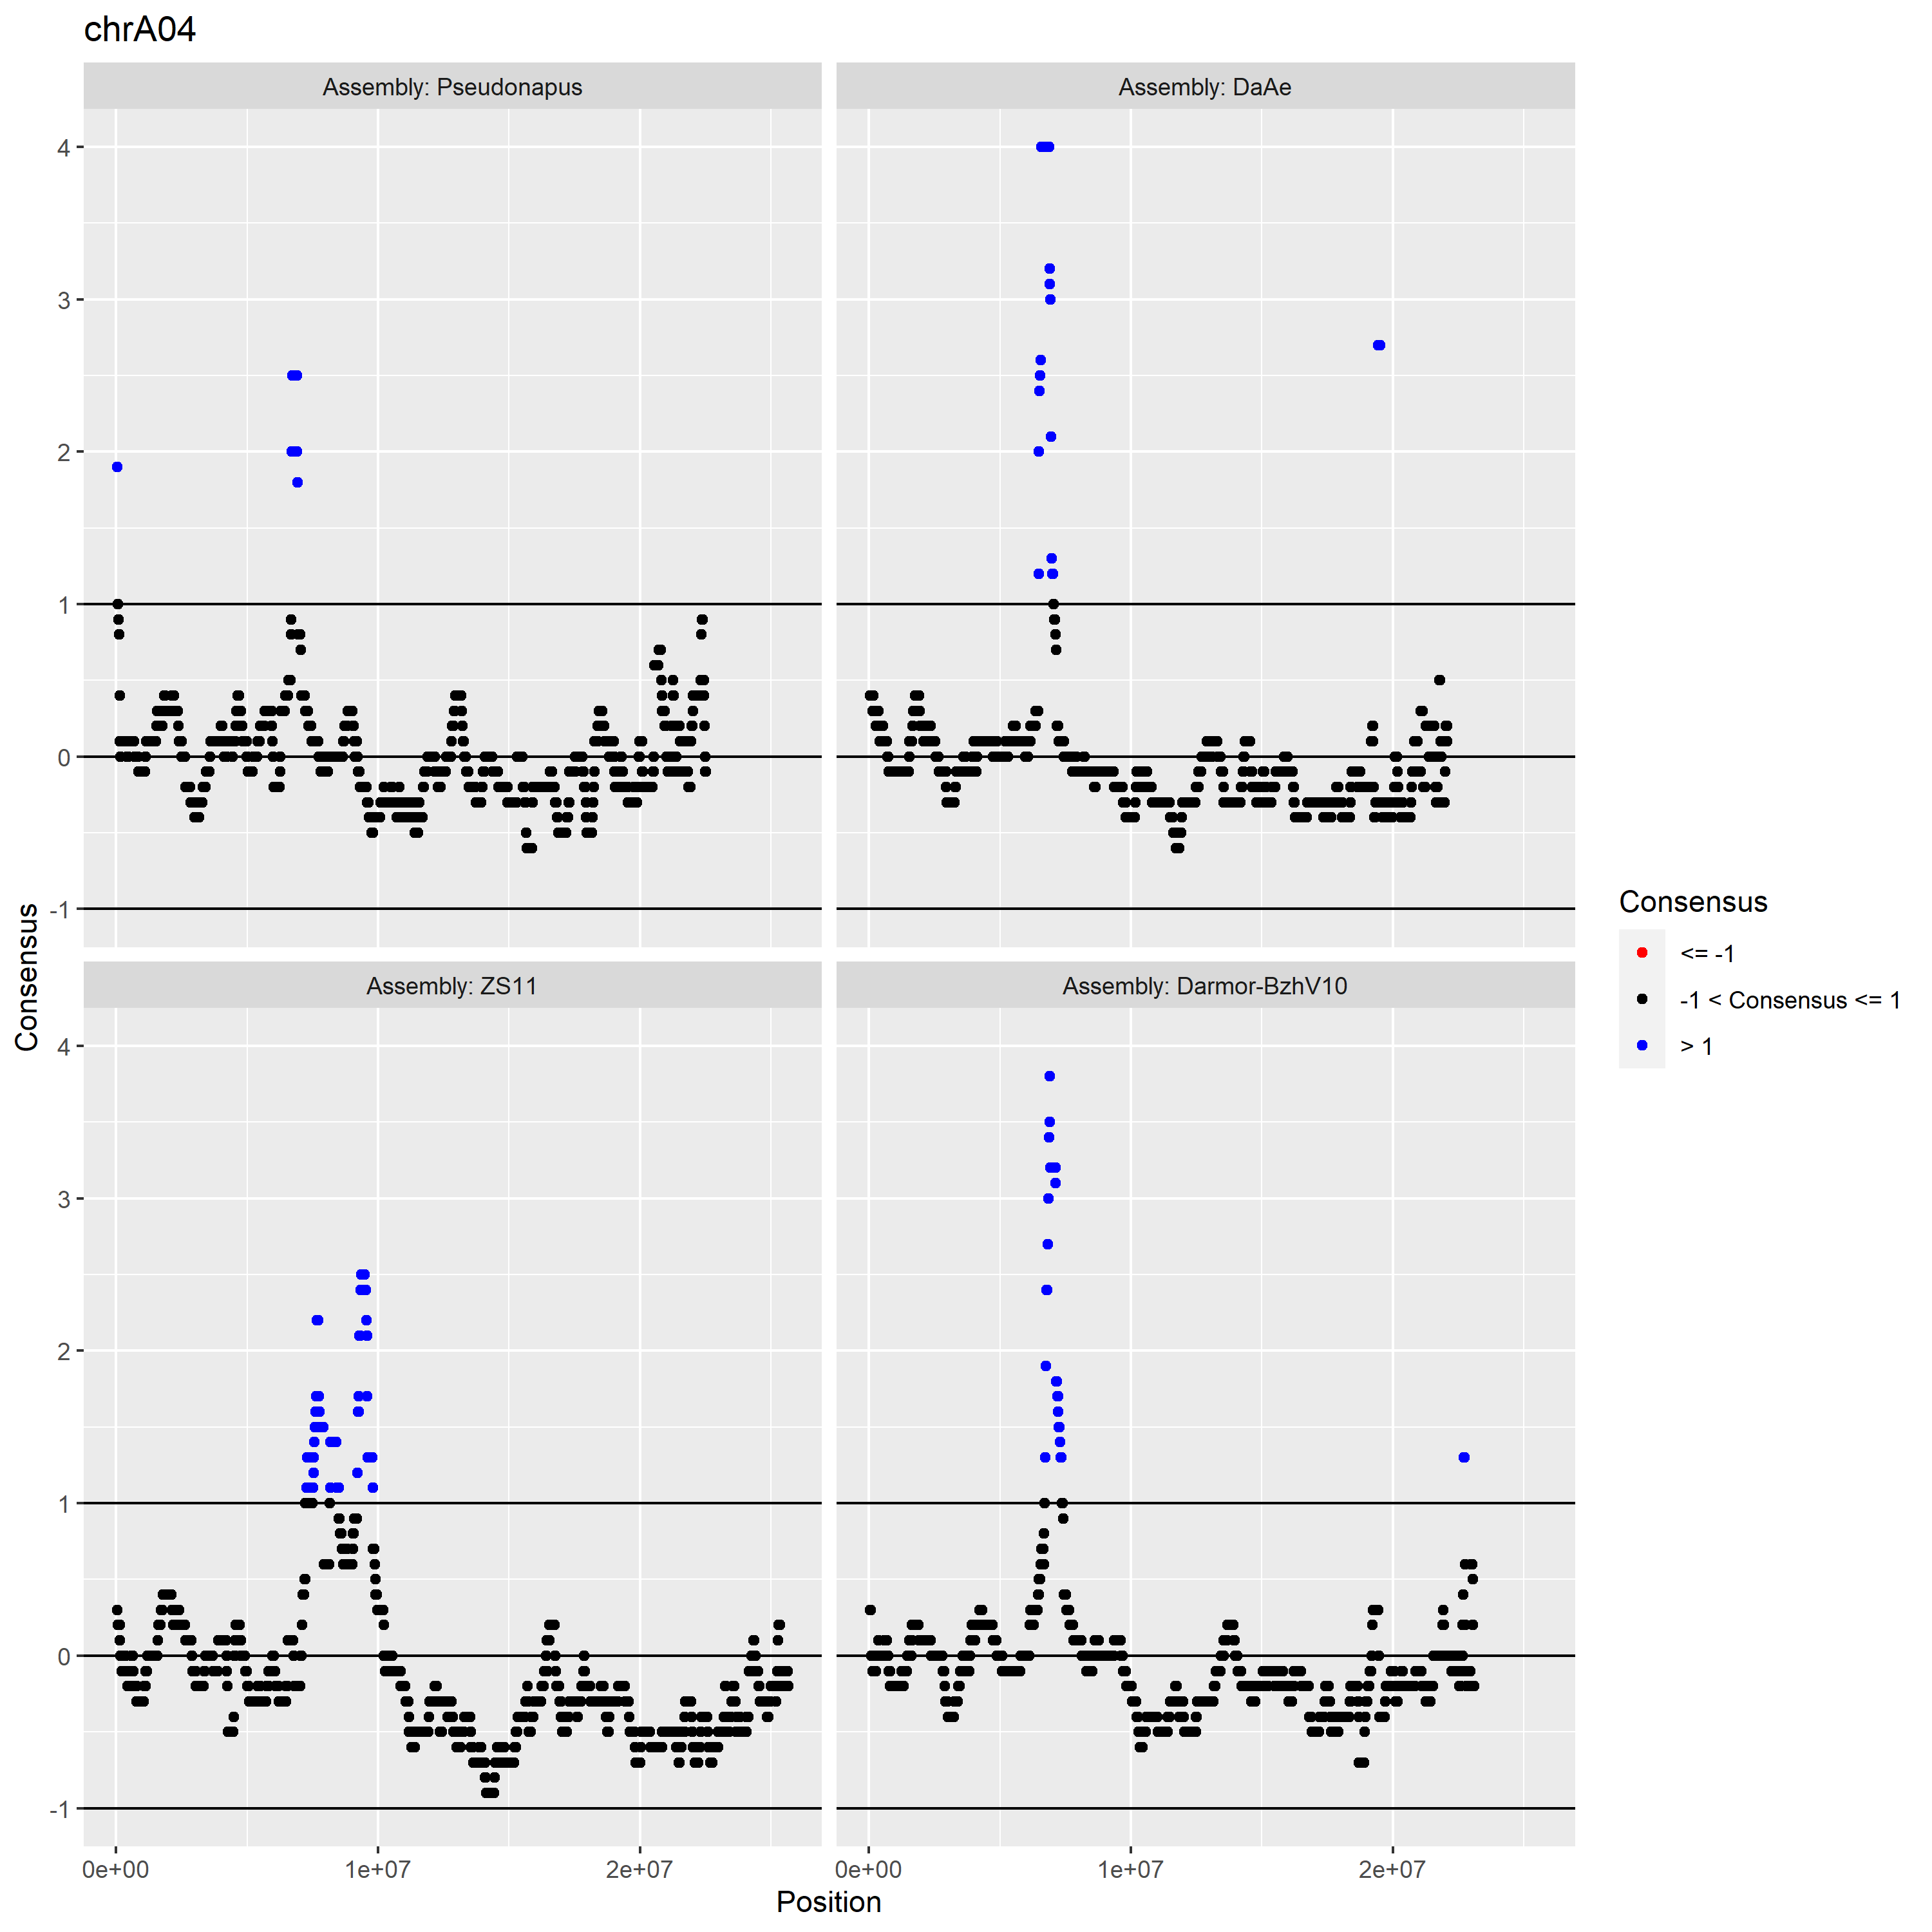 chrA04
Assembly: Pseudonapus
Assembly: DaAe
4
3
2
1
0
-1
Consensus
Assembly: ZS11
Assembly: Darmor-BzhV10
4
3
2
1
0
-1
0e+00
1e+07
2e+07
0e+00
1e+07
2e+07
Position
Consensus
<= -1
-1 < Consensus <= 1
> 1